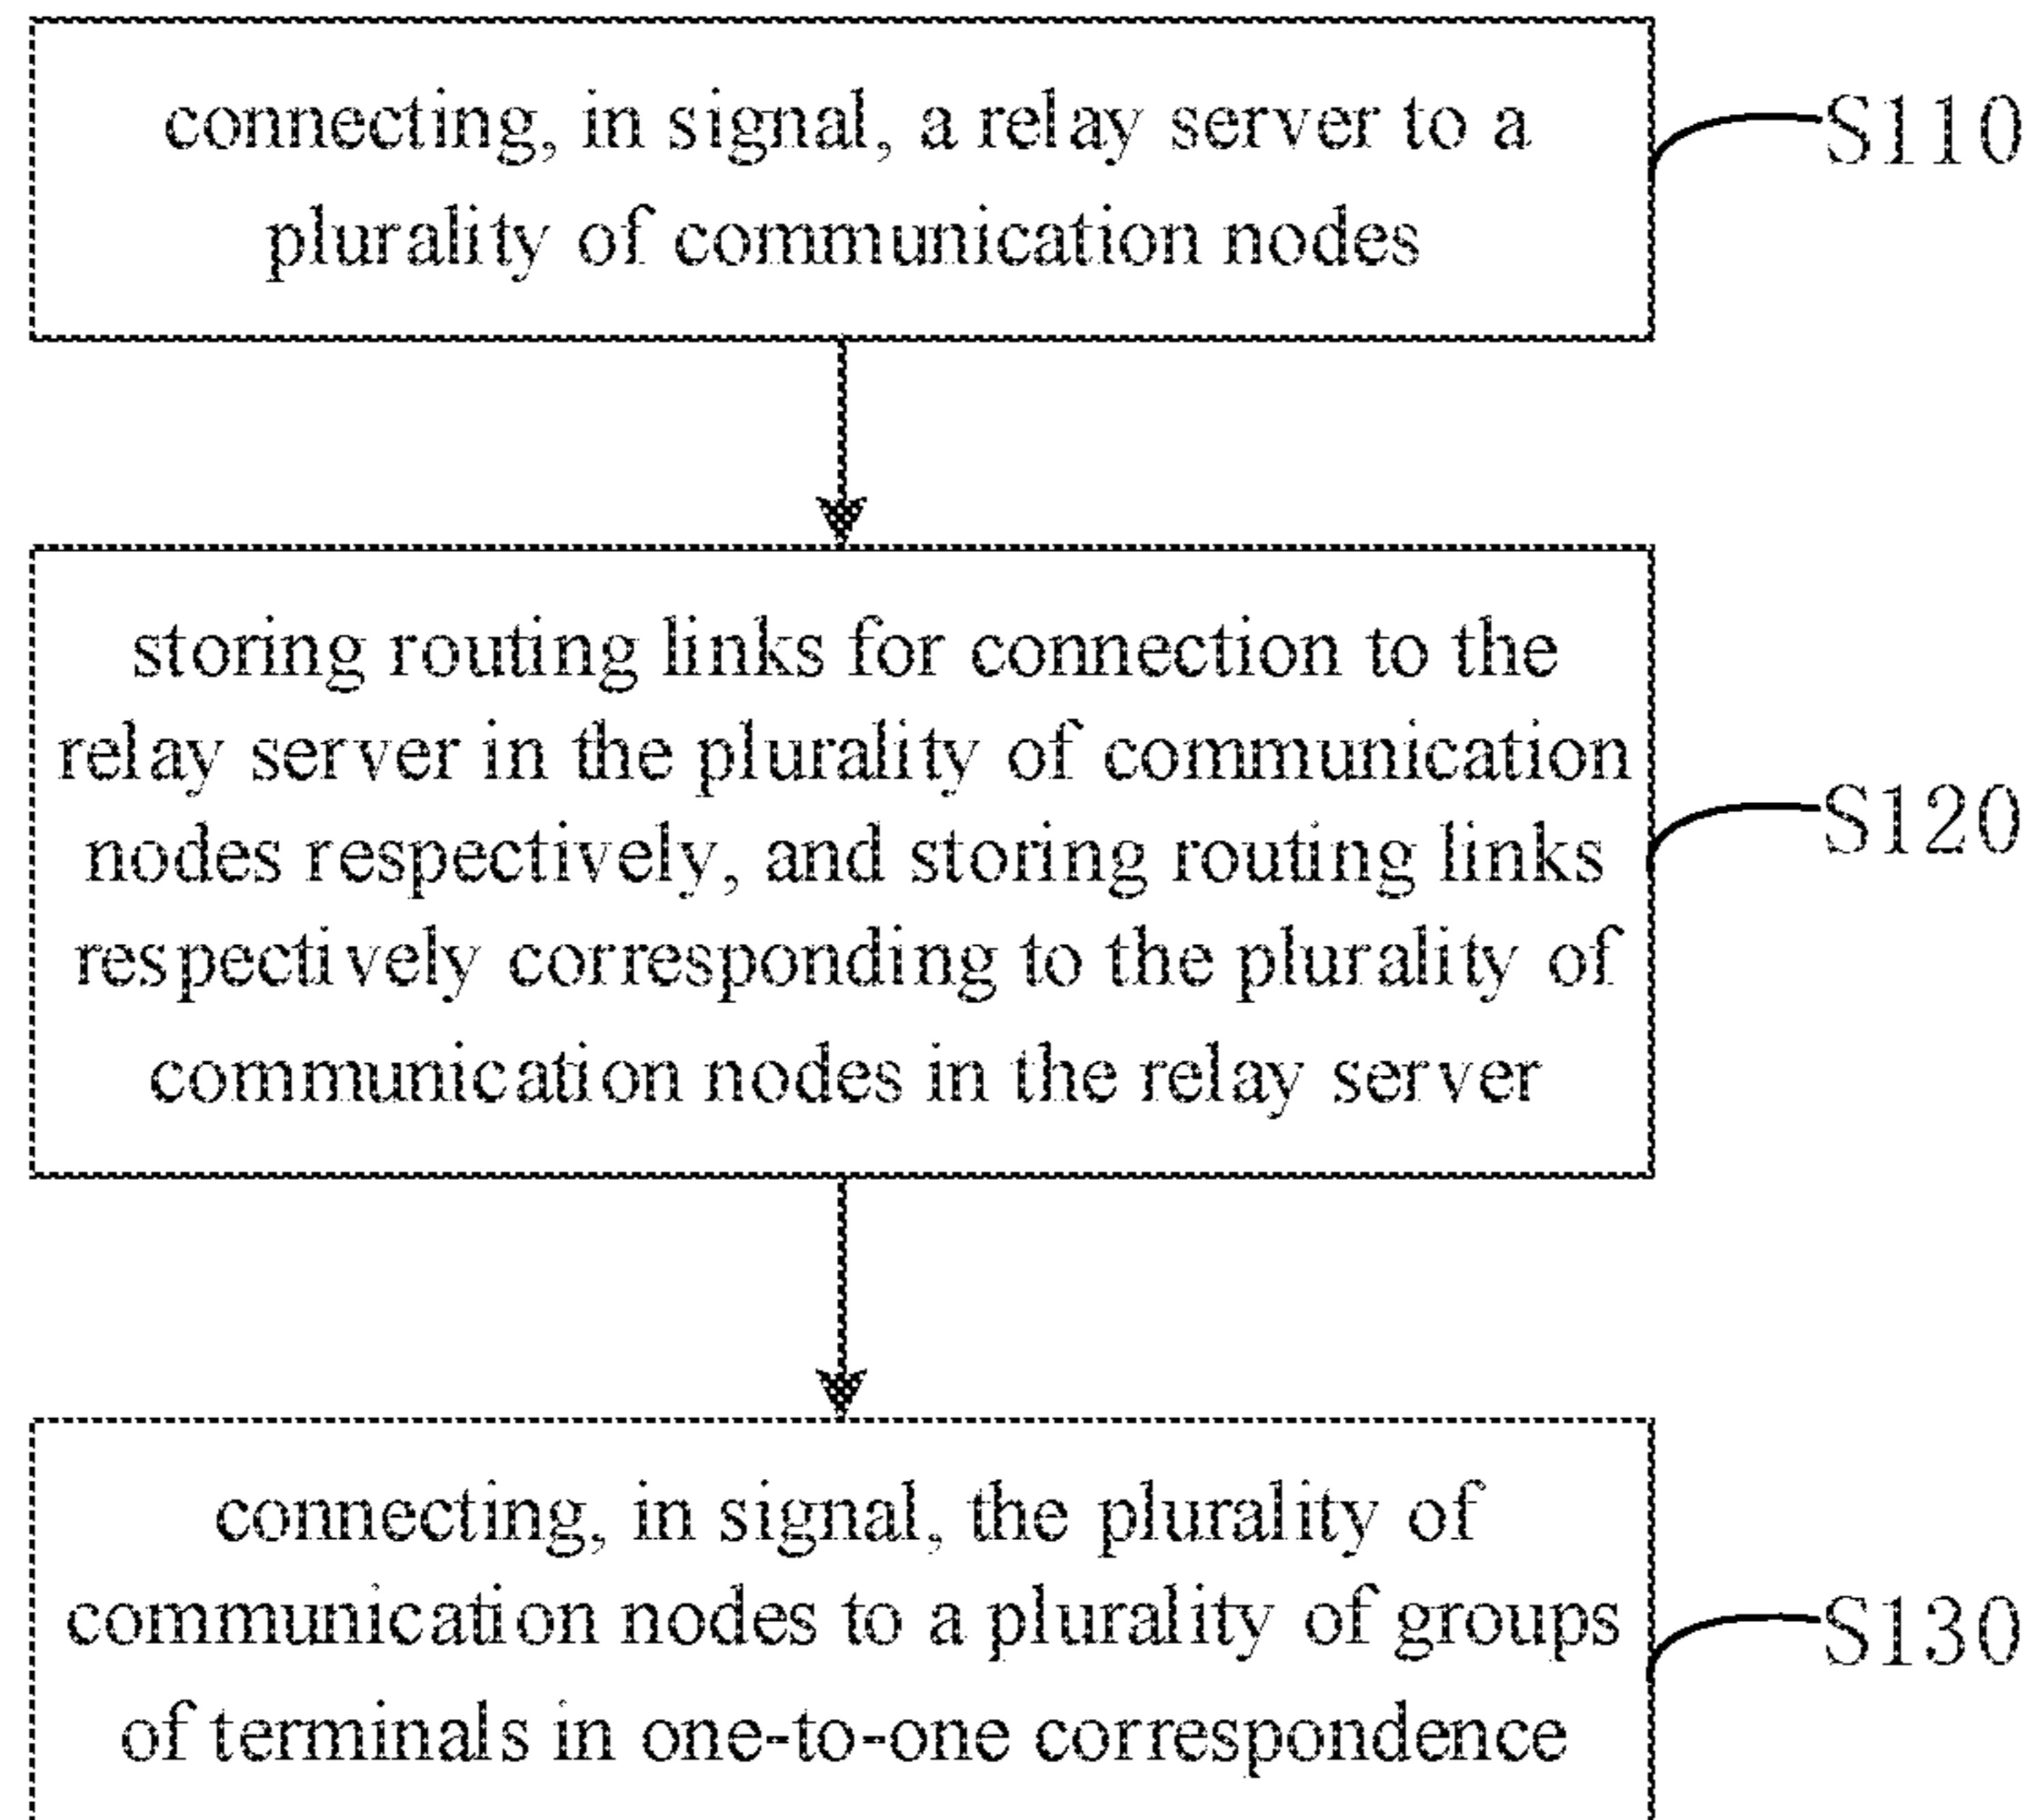 connecting, in signal, a relay server to a
plurality of communication nodes
S110
storing routing links for connection to the
relay server in the plurality of communication
nodes respectively, and storing routing links
respectively corresponding to the plurality of
communication nodes in the relay server
S120
connecting, in signal, the plurality of
communication nodes to a plurality of groups
of terminals in one-to-one correspondence
S130